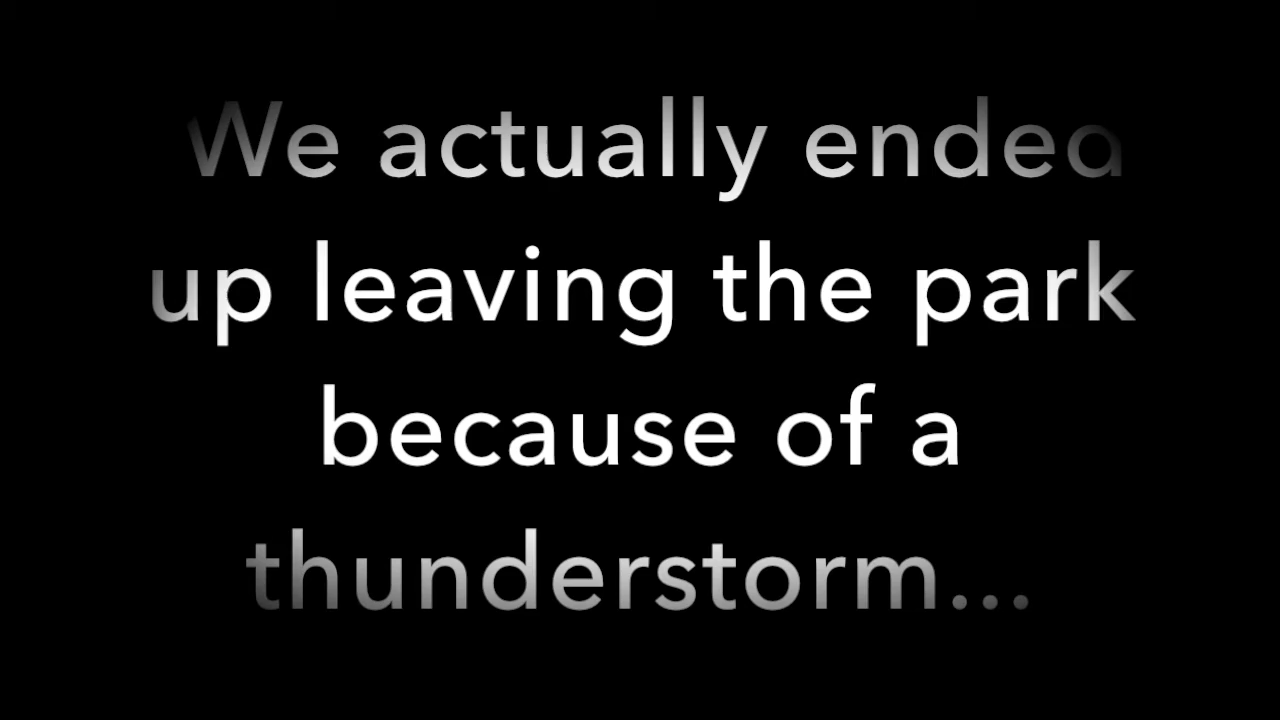 We actually ended
up leaving the park
because of a
thunderstorm...